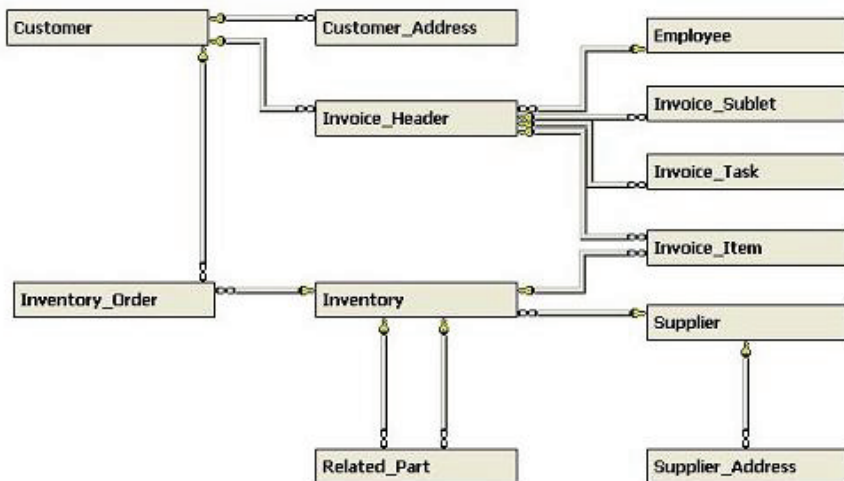 Customer
Customer_Address
Employee
Invoice_Header
Invoice_Sublet
Invoice_Task
Invoice_Item
Inventory_Order
Inventory
Supplier
Related_Part
Supplier_Address